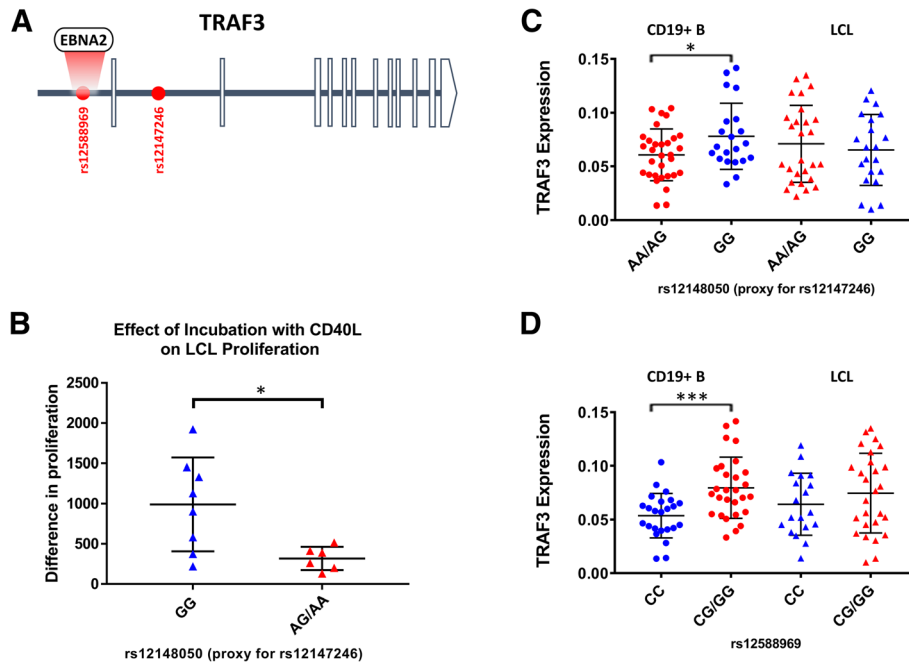 A
TRAF3
EBNA2
rs12588969
rs12147246
B
Effect of Incubation with CD40L
on LCL Proliferation
Difference in proliferation
2500
2000
1500
1000
500
0
*
GG
AG/AA
rs12148050 (proxy for rs12147246)
C
CD19+ B
LCL
*
TRAF3 Expression
0.15
0.10
0.05
0.00
AA/AG
GG
AA/AG
GG
rs12148050 (proxy for rs12147246)
D
CD19+ B
LCL
***
TRAF3 Expression
0.15
0.10
0.05
0.00
CC
CG/GG
CC
CG/GG
rs12588969